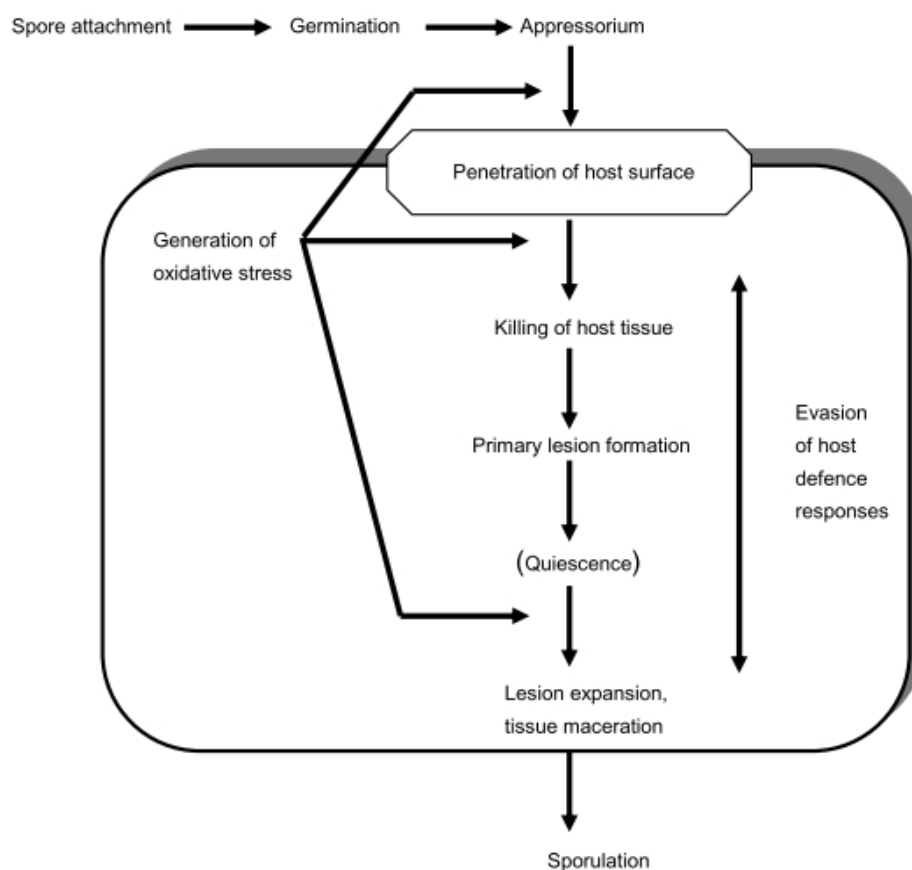 Spore attachment
Germination
Appressorium
Penetration of host surface
Generation of
oxidative stress
Killing of host tissue
Primary lesion formation
(Quiescence)
Evasion
of host
defence
responses
Lesion expansion,
tissue maceration
Sporulation